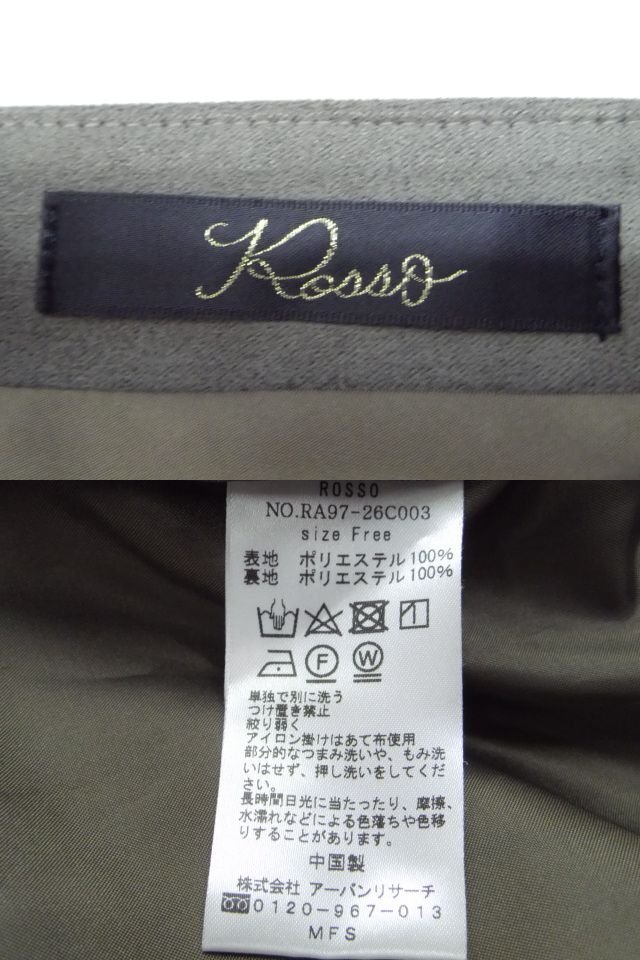 Rosso
ROSSO
NO.RA97-26C003
size Free
表地 ポリエステル100%
裏地 ポリエステル100%
F W
単独で別に洗う
つけ置き禁止
絞り弱く
アイロン掛けはあて布使用
部分的なつまみ洗いや、もみ洗
いはせず、押し洗いをしてくだ
さい。
長時間日光に当たったり、摩擦、
水濡れなどによる色落ちや色移
りすることがあります。
中国製
株式会社 アーバンリサーチ
0120-967-013
MFS